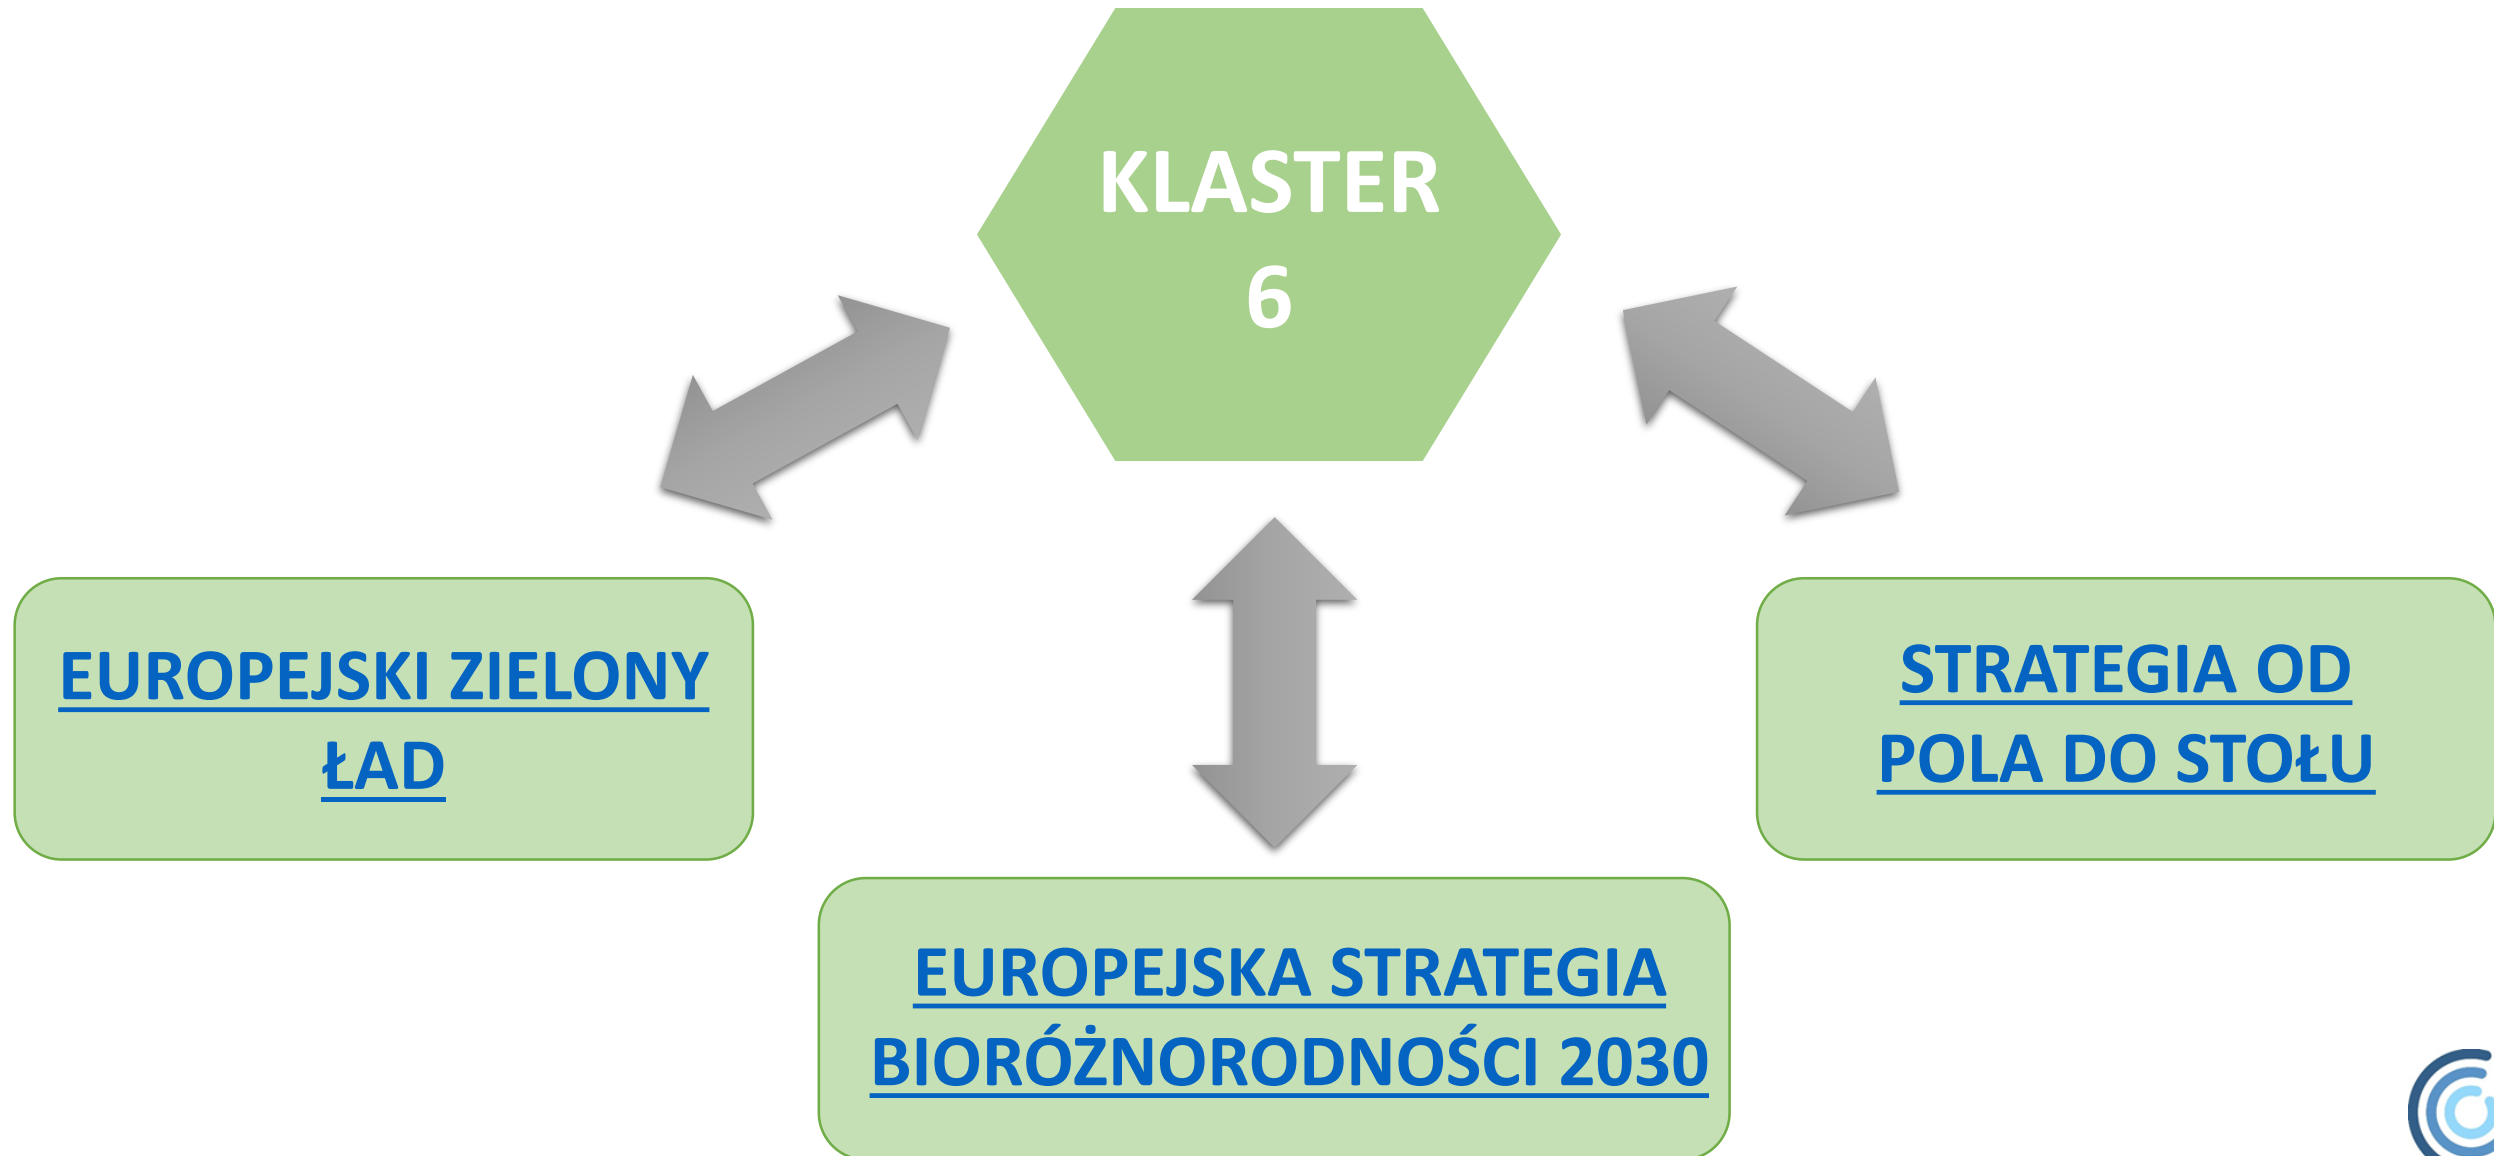 KLASTER
6
EUROPEJSKI ZIELONY
ŁAD
STRATEGIA OD
POLA DO STOŁU
EUROPEJSKA STRATEGIA
BIORÓŻNORODNOŚCI 2030